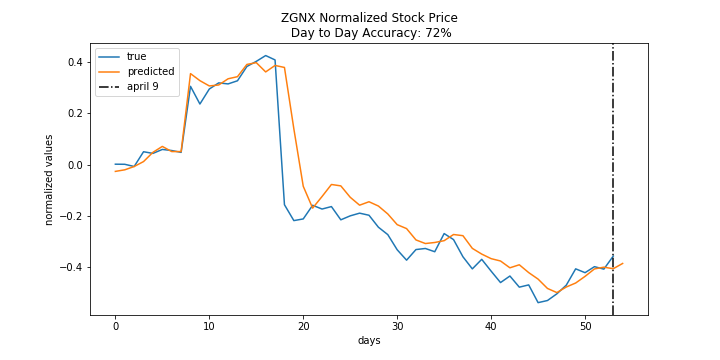 ZGNX Normalized Stock Price
Day to Day Accuracy: 72%
true
predicted
april 9
normalized values
0.4
0.2
0.0
−0.2
−0.4
0 10 20 30 40 50
days